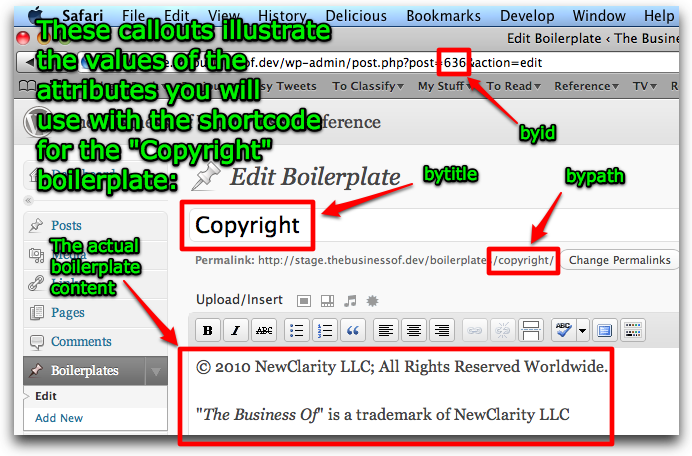 Safari File Edit View History Delicious Bookmarks Develop Window Help
Edit Boilerplate ‹ The Busine
of.dev/wp-admin/post.php?post=636&action=edit
Tweets To Classify To Read Reference TV R
My Stuff
These callouts illustrate
the values of the
attributes you will
use with the shortcode
for the "Copyright"
boilerplate:
byid
Edit Boilerplate
bytitle
bypath
Copyright
Permalink: http://stage.thebusinessof.dev/boilerplate/copyright/ Change Permalinks
The actual
boilerplate
content
Posts
Media
Pages
Comments
Boilerplates
Edit
Add New
Upload/Insert
B I ABC ABC
© 2010 NewClarity LLC; All Rights Reserved Worldwide.
"The Business Of" is a trademark of NewClarity LLC